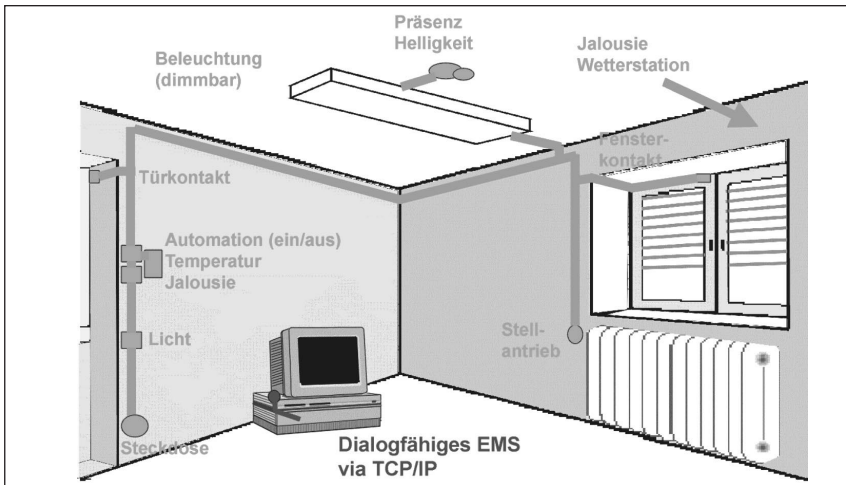 Präsenz
Helligkeit
Beleuchtung
(dimmbar)
Jalousie
Wetterstation
Fenster-
kontakt
Türkontakt
Automation (ein/aus)
Temperatur
Jalousie
Licht
Stell-
antrieb
Steckdose
Dialogfähiges EMS
via TCP/IP